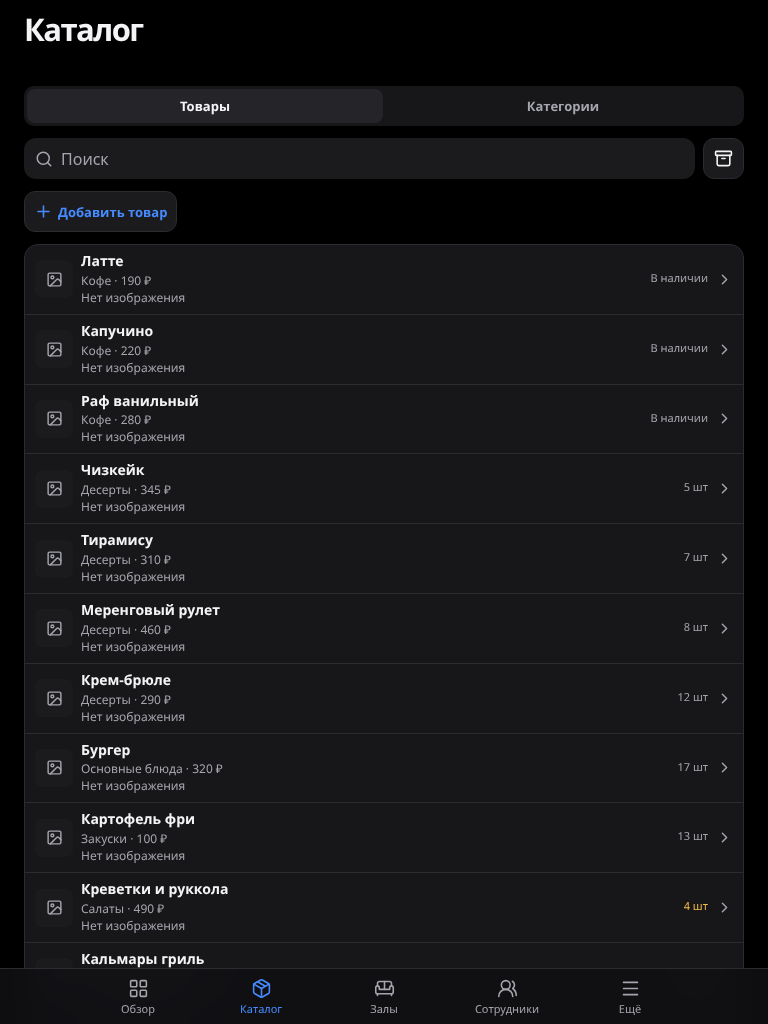 Каталог
Товары
Категории
Поиск
Добавить товар
Латте
Кофе · 190 ₽
Нет изображения
В наличии
Капучино
Кофе · 220 ₽
Нет изображения
В наличии
Раф ванильный
Кофе · 280 ₽
Нет изображения
В наличии
Чизкейк
Десерты · 345 ₽
Нет изображения
5 шт
Тирамису
Десерты · 310 ₽
Нет изображения
7 шт
Меренговый рулет
Десерты · 460 ₽
Нет изображения
8 шт
Крем-брюле
Десерты · 290 ₽
Нет изображения
12 шт
Бургер
Основные блюда · 320 ₽
Нет изображения
17 шт
Картофель фри
Закуски · 100 ₽
Нет изображения
13 шт
Креветки и руккола
Салаты · 490 ₽
Нет изображения
4 шт
Кальмары гриль
Обзор
Каталог
Залы
Сотрудники
Ещё